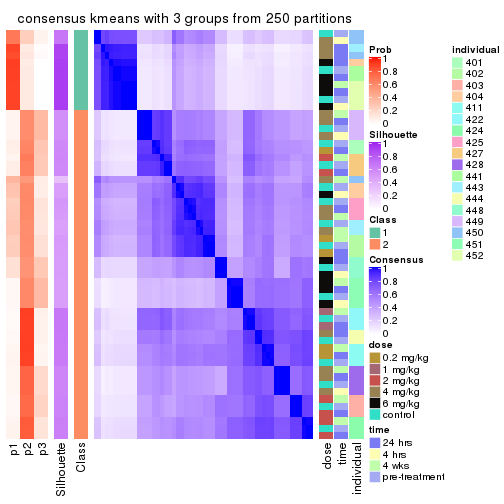 consensus kmeans with 3 groups from 250 partitions
Prob
1
0.8
0.6
0.4
0.2
0
Silhouette
1
0.8
0.6
0.4
0.2
0
Class
1
2
Consensus
1
0.8
0.6
0.4
0.2
0
dose
0.2 mg/kg
1 mg/kg
2 mg/kg
4 mg/kg
6 mg/kg
control
time
24 hrs
4 hrs
4 wks
pre-treatment
individual
401
402
403
404
411
422
424
425
427
428
441
443
444
448
449
450
451
452
p1
p2
p3
Silhouette
Class
dose
time
individual